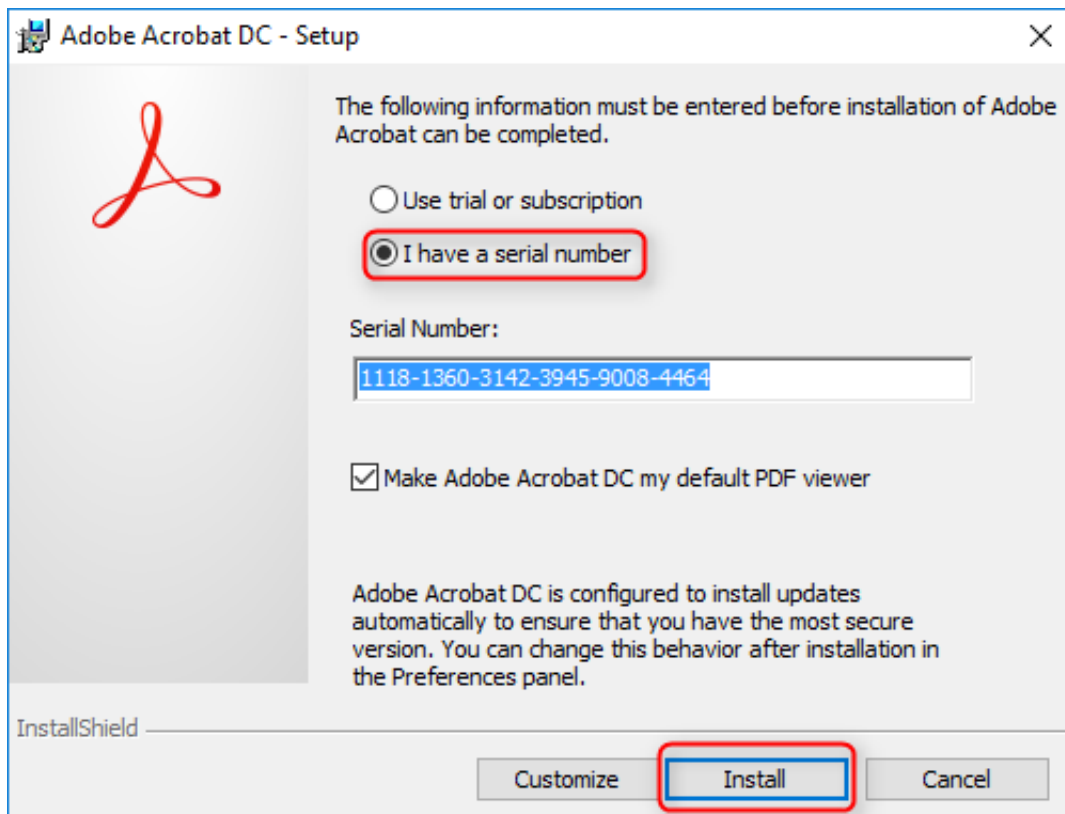 Adobe Acrobat DC - Setup
The following information must be entered before installation of Adobe
Acrobat can be completed.
Use trial or subscription
I have a serial number
Serial Number:
1118-1360-3142-3945-9008-4464
Make Adobe Acrobat DC my default PDF viewer
Adobe Acrobat DC is configured to install updates
automatically to ensure that you have the most secure
version. You can change this behavior after installation in
the Preferences panel.
InstallShield
Customize
Install
Cancel